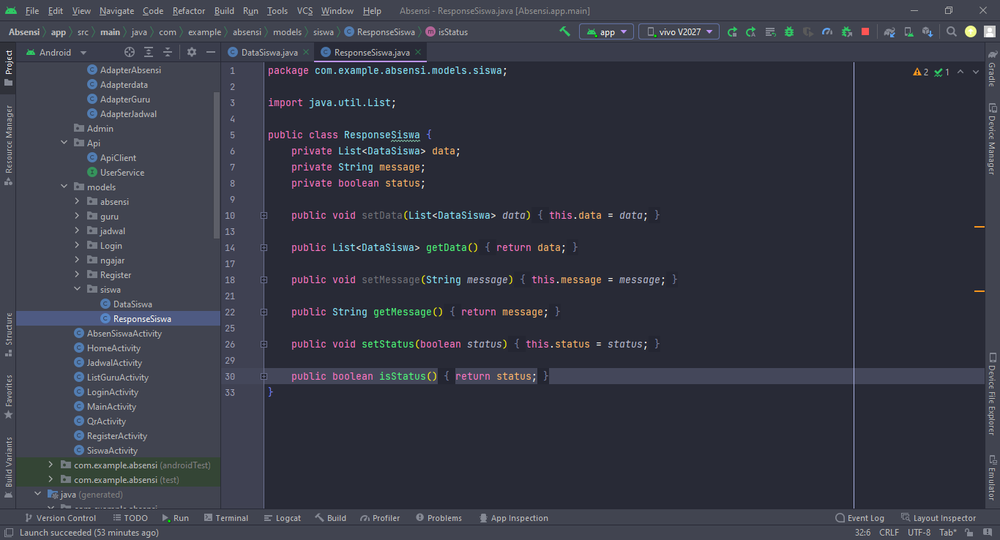 File Edit View Navigate Code Refactor Build Run Tools VCS Window Help Absensi - ResponseSiswa.java [Absensi.app.main]
Absensi app src main java com example absensi models siswa ResponseSiswa isStatus app vivo V2027
Project
Resource Manager
Structure
Favorites
Build Variants
Android
AdapterAbsensi
Adapterdata
AdapterGuru
AdapterJadwal
Admin
Api
ApiClient
UserService
models
absensi
guru
jadwal
Login
ngajar
Register
siswa
DataSiswa
ResponseSiswa
AbsenSiswaActivity
HomeActivity
JadwalActivity
ListGuruActivity
LoginActivity
MainActivity
QrActivity
RegisterActivity
SiswaActivity
com.example.absensi (androidTest)
com.example.absensi (test)
java (generated)
com.example.absensi
DataSiswa.java ResponseSiswa.java
2 1
1 package com.example.absensi.models.siswa;
2
3 import java.util.List;
4
5 public class ResponseSiswa {
6 private List<DataSiswa> data;
7 private String message;
8 private boolean status;
9
10 public void setData(List<DataSiswa> data) { this.data = data; }
13
14 public List<DataSiswa> getData() { return data; }
17
18 public void setMessage(String message) { this.message = message; }
21
22 public String getMessage() { return message; }
25
26 public void setStatus(boolean status) { this.status = status; }
29
30 public boolean isStatus() { return status; }
33 }
Gradle
Device Manager
Device File Explorer
Emulator
Version Control TODO Run Terminal Logcat Build Profiler Problems App Inspection Event Log Layout Inspector
Launch succeeded (53 minutes ago) 32:6 CRLF UTF-8 Tab*